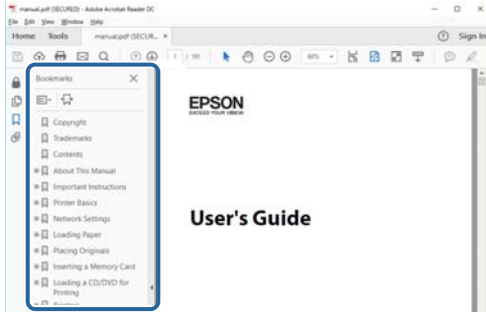 manual.pdf (SECURED) - Adobe Acrobat Reader DC
File Edit View Window Help
Home Tools manual.pdf (SECUR... ×
Sign In
1 / 191
Bookmarks
Copyright
Trademarks
Contents
About This Manual
Important Instructions
Printer Basics
Network Settings
Loading Paper
Placing Originals
Inserting a Memory Card
Loading a CD/DVD for
Printing
EPSON
EXCEED YOUR VISION
User's Guide